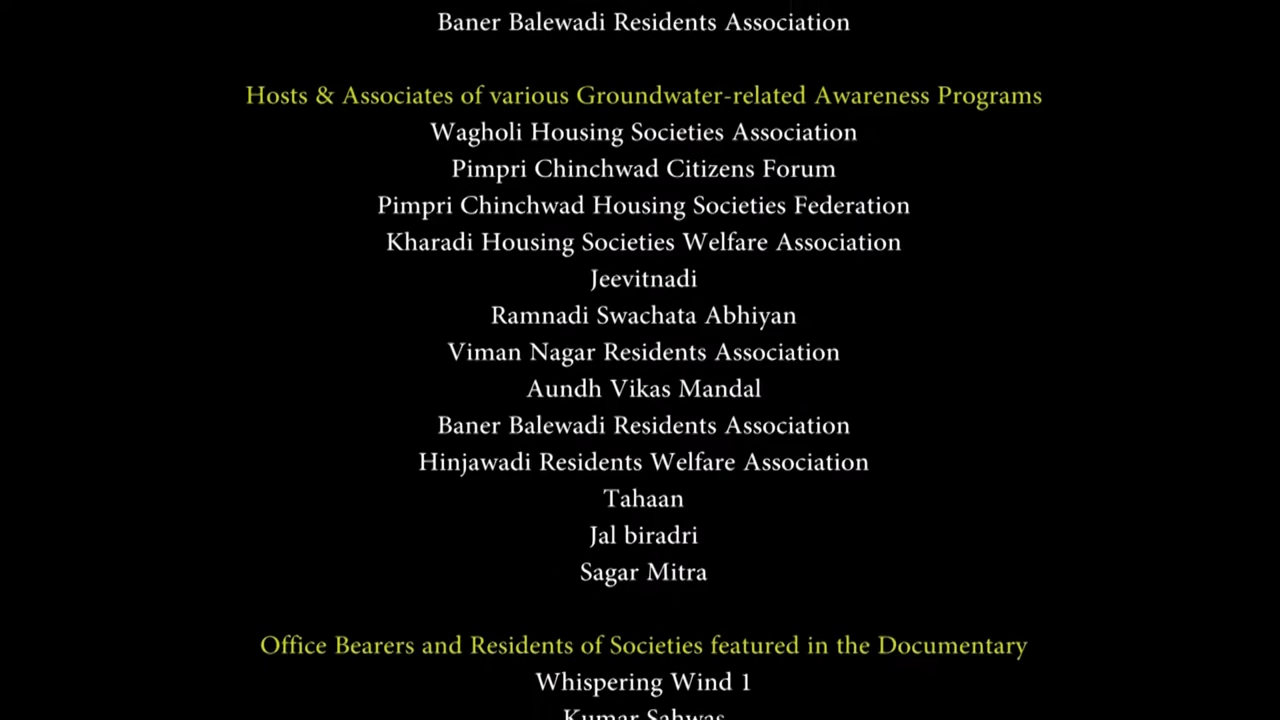 Baner Balewadi Residents Association
Hosts & Associates of various Groundwater-related Awareness Programs
Wagholi Housing Societies Association
Pimpri Chinchwad Citizens Forum
Pimpri Chinchwad Housing Societies Federation
Kharadi Housing Societies Welfare Association
Jeevitnadi
Ramnadi Swachata Abhiyan
Viman Nagar Residents Association
Aundh Vikas Mandal
Baner Balewadi Residents Association
Hinjawadi Residents Welfare Association
Tahaan
Jal biradri
Sagar Mitra
Office Bearers and Residents of Societies featured in the Documentary
Whispering Wind 1
Kumar Sahwas